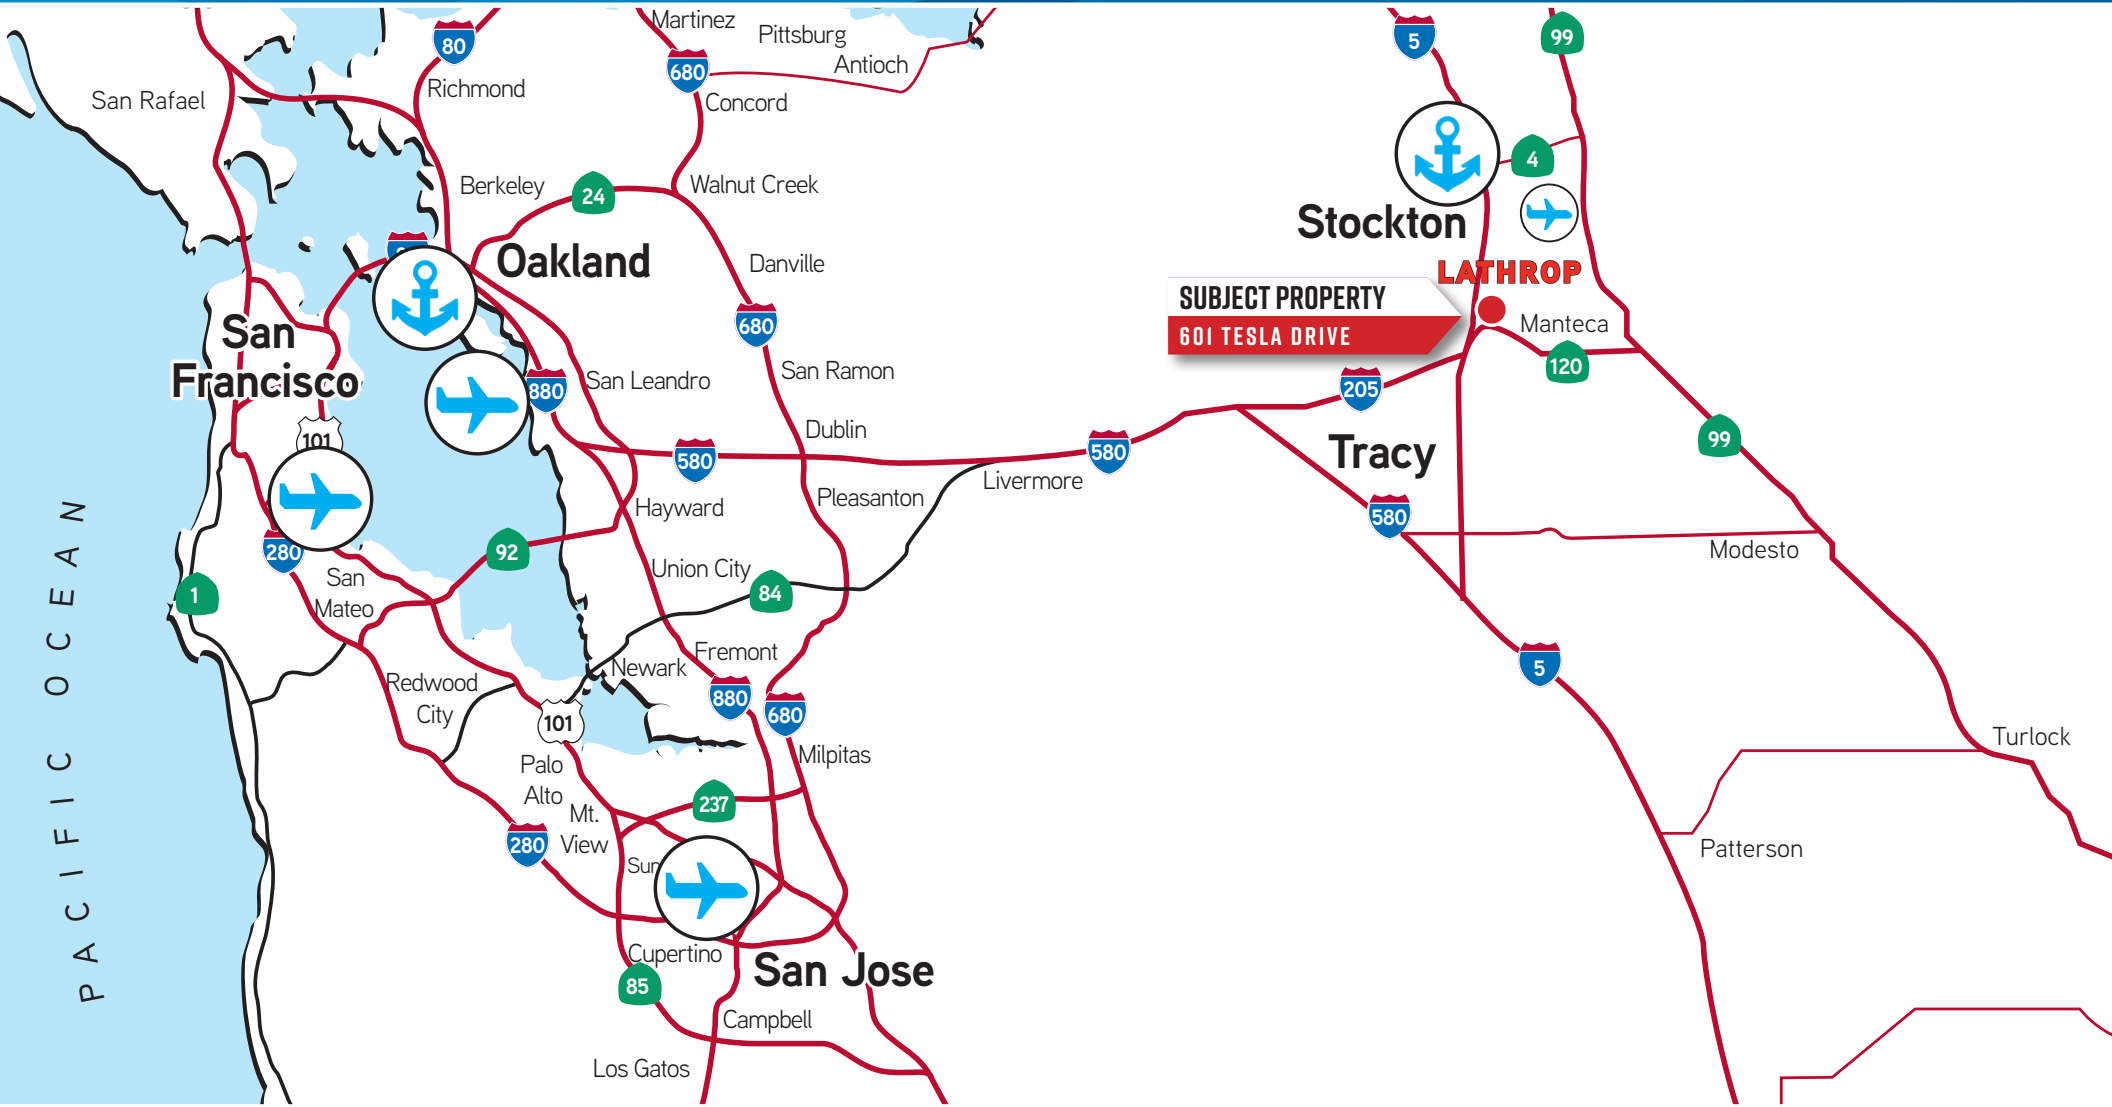 80
Martinez
Pittsburg
5
99
680
Antioch
Richmond
San Rafael
Concord
4
Berkeley
24
Walnut Creek
Stockton
Oakland
Danville
LATHROP
SUBJECT PROPERTY
601 TESLA DRIVE
San
Francisco
680
Manteca
120
880
San Leandro
San Ramon
205
101
Dublin
99
580
580
Tracy
Livermore
Pleasanton
Hayward
580
280
92
Modesto
San
Mateo
Union City
84
1
PACIFIC OCEAN
Fremont
Newark
5
Redwood
City
880
680
101
Turlock
Milpitas
Palo
Alto
237
Mt.
View
280
Patterson
Cupertino
85
San Jose
Campbell
Los Gatos